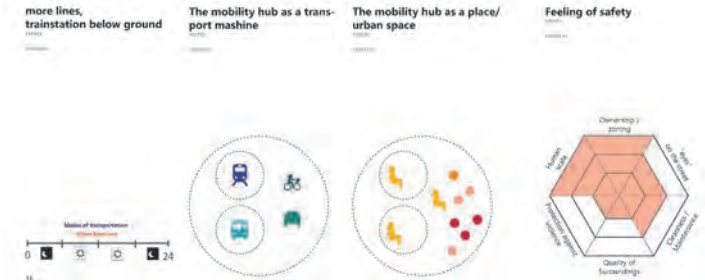 more lines,
trainstation below ground
The mobility hub as a trans-
port mashine
The mobility hub as a place/
urban space
Feeling of safety
Modes of transportation
0
24
Ownership /
zoning
'eyes'
on the street
Cleaness /
Maintenance
Quality of
Surroundings
Protection against
violence
Human
scale